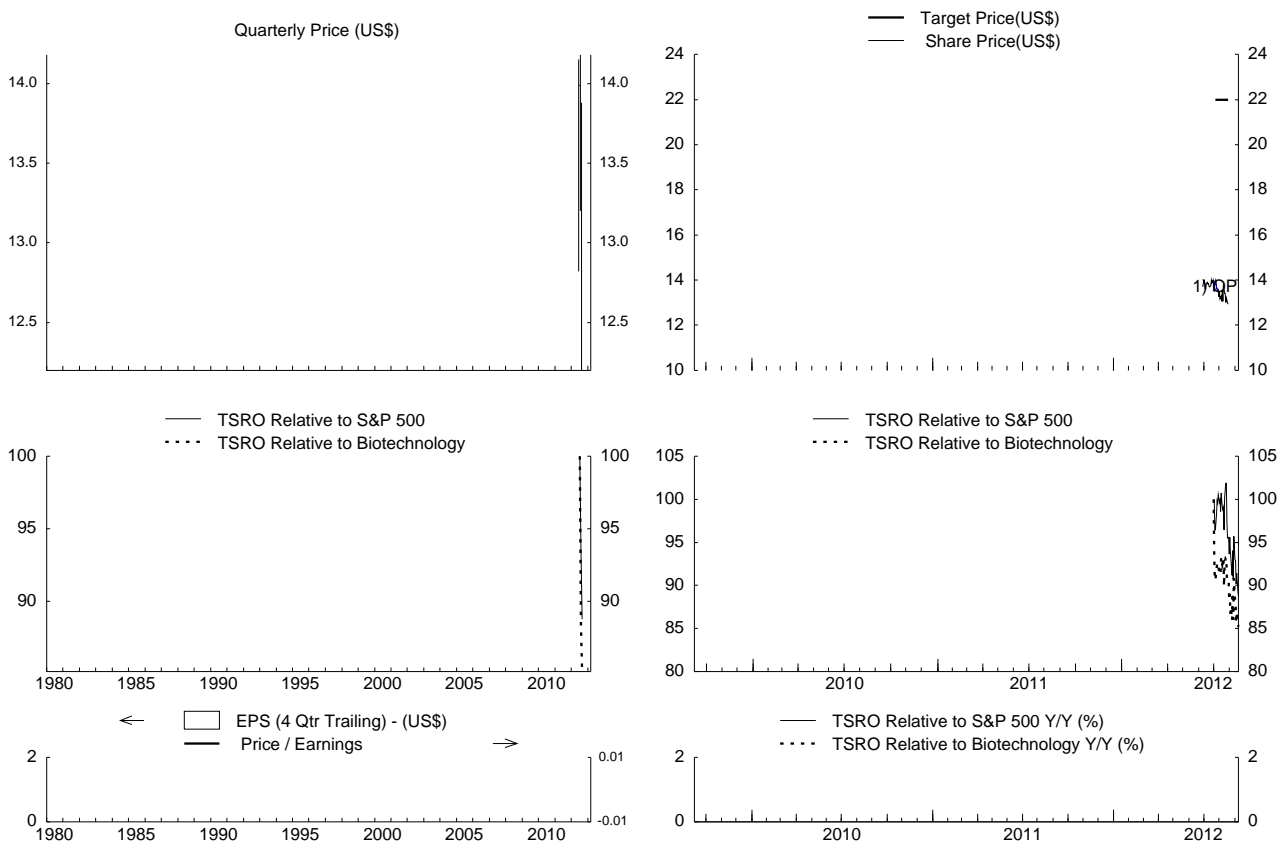 Quarterly Price (US$)
14.0 14.0
13.5 13.5
13.0 13.0
12.5 12.5
Target Price(US$)
Share Price(US$)
24 24
22 22
20 20
18 18
16 16
14 14
12 12
10 10
1) OP
TSRO Relative to S&P 500
TSRO Relative to Biotechnology
100 100
95 95
90 90
1980 1985 1990 1995 2000 2005 2010
TSRO Relative to S&P 500
TSRO Relative to Biotechnology
105 105
100 100
95 95
90 90
85 85
80 80
2010 2011 2012
EPS (4 Qtr Trailing) - (US$)
Price / Earnings
2 0.01
0 -0.01
1980 1985 1990 1995 2000 2005 2010
TSRO Relative to S&P 500 Y/Y (%)
TSRO Relative to Biotechnology Y/Y (%)
2 2
0 0
2010 2011 2012